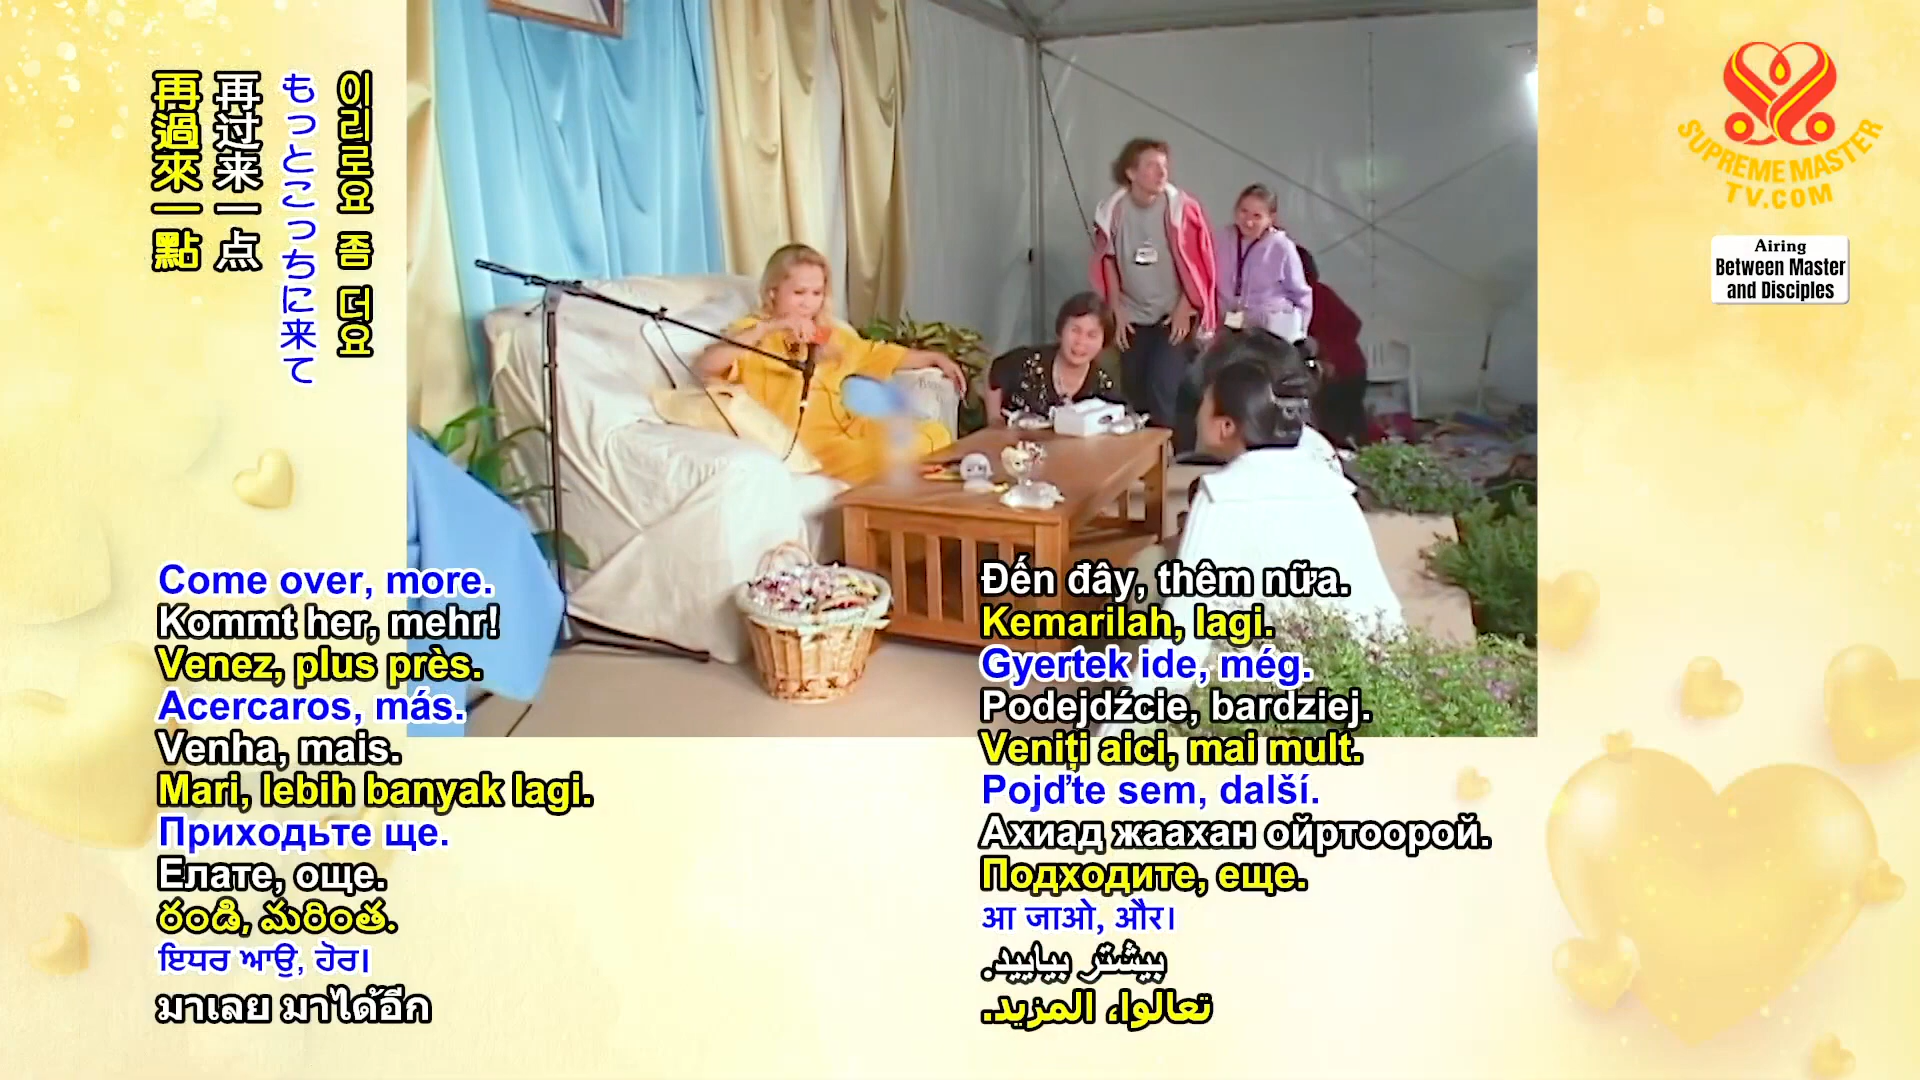 再過來一點
再过来一点
もっとこっちに来て
이리로요 좀 더요
SUPREME MASTER
TV.COM
Airing
Between Master
and Disciples
Come over, more.
Kommt her, mehr!
Venez, plus près.
Acercaros, más.
Venha, mais.
Mari, lebih banyak lagi.
Приходьте ще.
Елате, още.
రండి, మరింత.
ਇਧਰ ਆਉ, ਹੋਰ।
มาเลย มาได้อีก
Đến đây, thêm nữa.
Kemarilah, lagi.
Gyertek ide, még.
Podejdźcie, bardziej.
Veniți aici, mai mult.
Pojďte sem, další.
Ахиад жаахан ойртоорой.
Подходите, еще.
आ जाओ, और।
بیشتر بیایید.
تعالوا، المزيد.